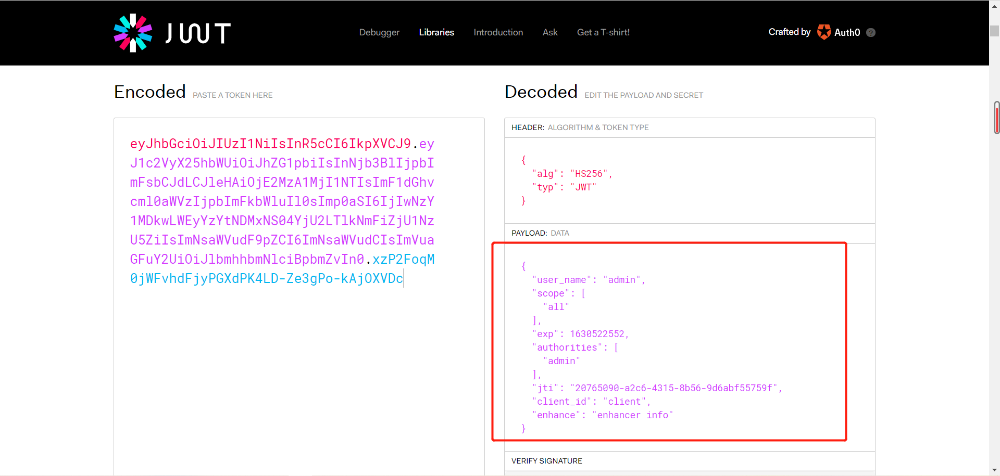 JWT
Debugger
Libraries
Introduction
Ask
Get a T-shirt!
Crafted by
Auth0
?
Encoded PASTE A TOKEN HERE
eyJhbGciOiJIUzI1NiIsInR5cCI6IkpXVCJ9.ey
J1c2VyX25hbWUiOiJhZG1pbiIsInNjb3BlIjpbI
mFsbCJdLCJleHAiOjE2MzA1MjI1NTIsImF1dGhv
cml0aWVzIjpbImFkbWluIl0sImp0aSI6IjIwNzY
1MDkwLWEyYzYtNDMxNS04YjU2LTlkNmFiZjU1Nz
U5ZiIsImNsaWVudF9pZCI6ImNsaWVudCIsImVua
GFuY2UiOiJlbmhhbmNlciBpbmZvIn0.xzP2FoqM
0jWFvhdFjyPGXdPK4LD-Ze3gPo-kAjOXVDc
Decoded EDIT THE PAYLOAD AND SECRET
HEADER: ALGORITHM & TOKEN TYPE
{
"alg": "HS256",
"typ": "JWT"
}
PAYLOAD: DATA
{
"user_name": "admin",
"scope": [
"all"
],
"exp": 1630522552,
"authorities": [
"admin"
],
"jti": "20765090-a2c6-4315-8b56-9d6abf55759f",
"client_id": "client",
"enhance": "enhancer info"
}
VERIFY SIGNATURE